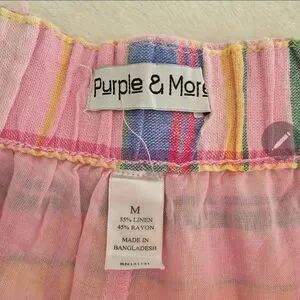 Purple & More
M
55% LINEN
45% RAYON
MADE IN
BANGLADESH